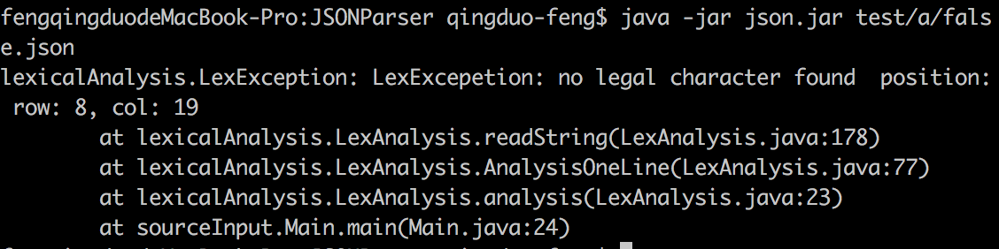 fengqingduodeMacBook-Pro:JSONParser qingduo-feng$ java -jar json.jar test/a/fals
e.json
lexicalAnalysis.LexException: LexExcepetion: no legal character found  position:
 row: 8, col: 19
        at lexicalAnalysis.LexAnalysis.readString(LexAnalysis.java:178)
        at lexicalAnalysis.LexAnalysis.AnalysisOneLine(LexAnalysis.java:77)
        at lexicalAnalysis.LexAnalysis.analysis(LexAnalysis.java:23)
        at sourceInput.Main.main(Main.java:24)